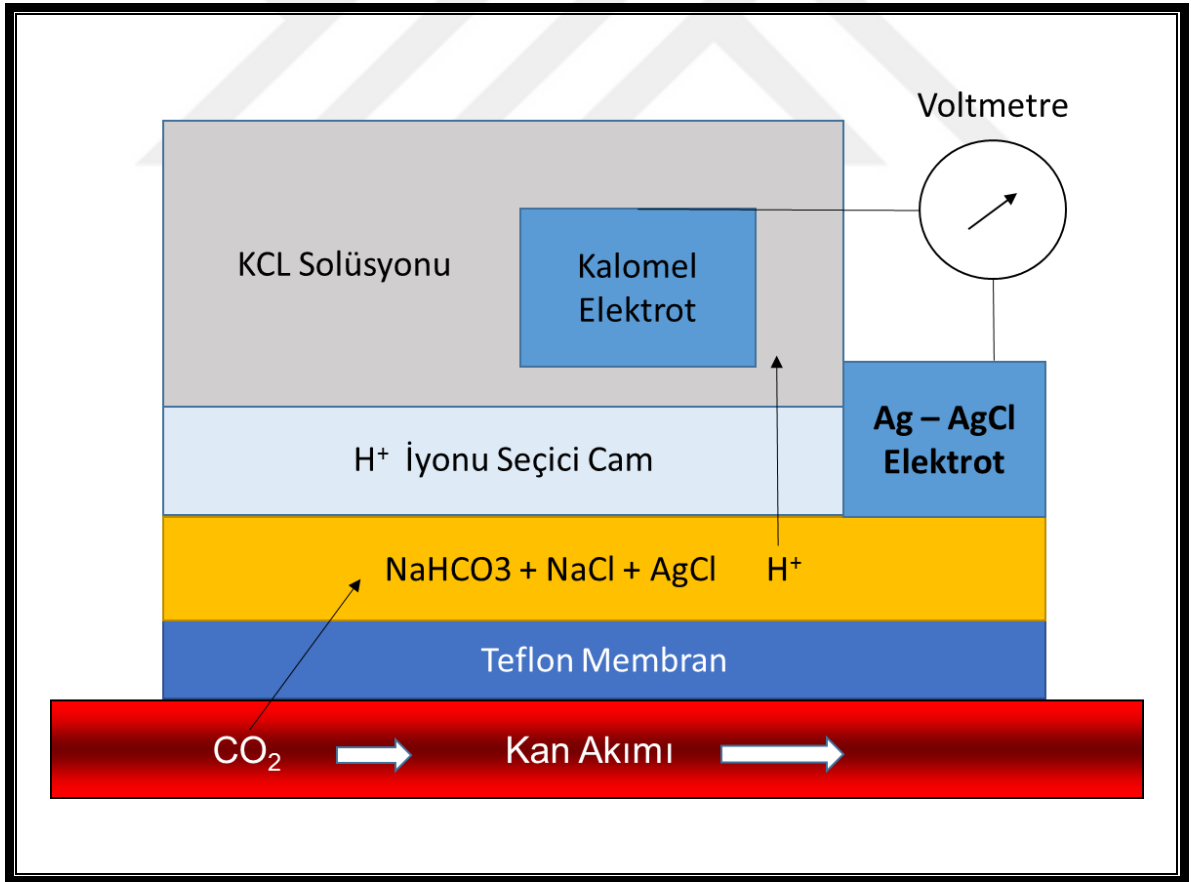 Voltmetre
KCL Solüsyonu
Kalomel
Elektrot
Ag – AgCl
Elektrot
H⁺ İyonu Seçici Cam
NaHCO3 + NaCl + AgCl H⁺
Teflon Membran
CO₂ Kan Akımı